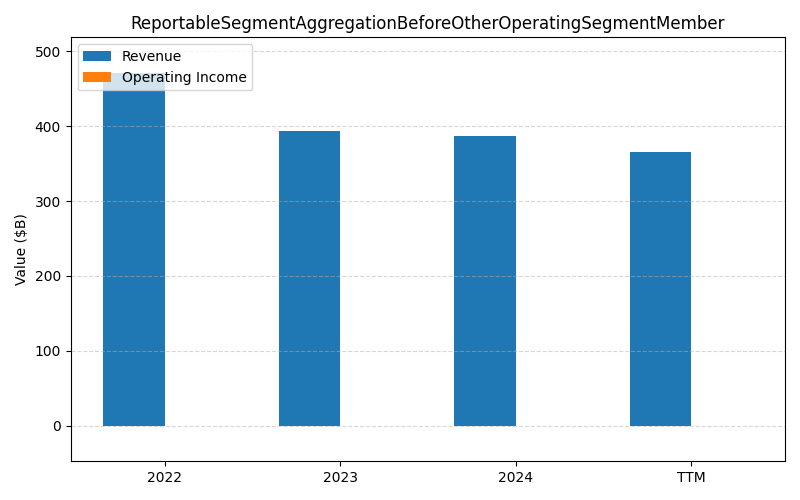 ReportableSegmentAggregationBeforeOtherOperatingSegmentMember
Revenue
Operating Income
500
400
300
200
100
0
Value ($B)
2022
2023
2024
TTM